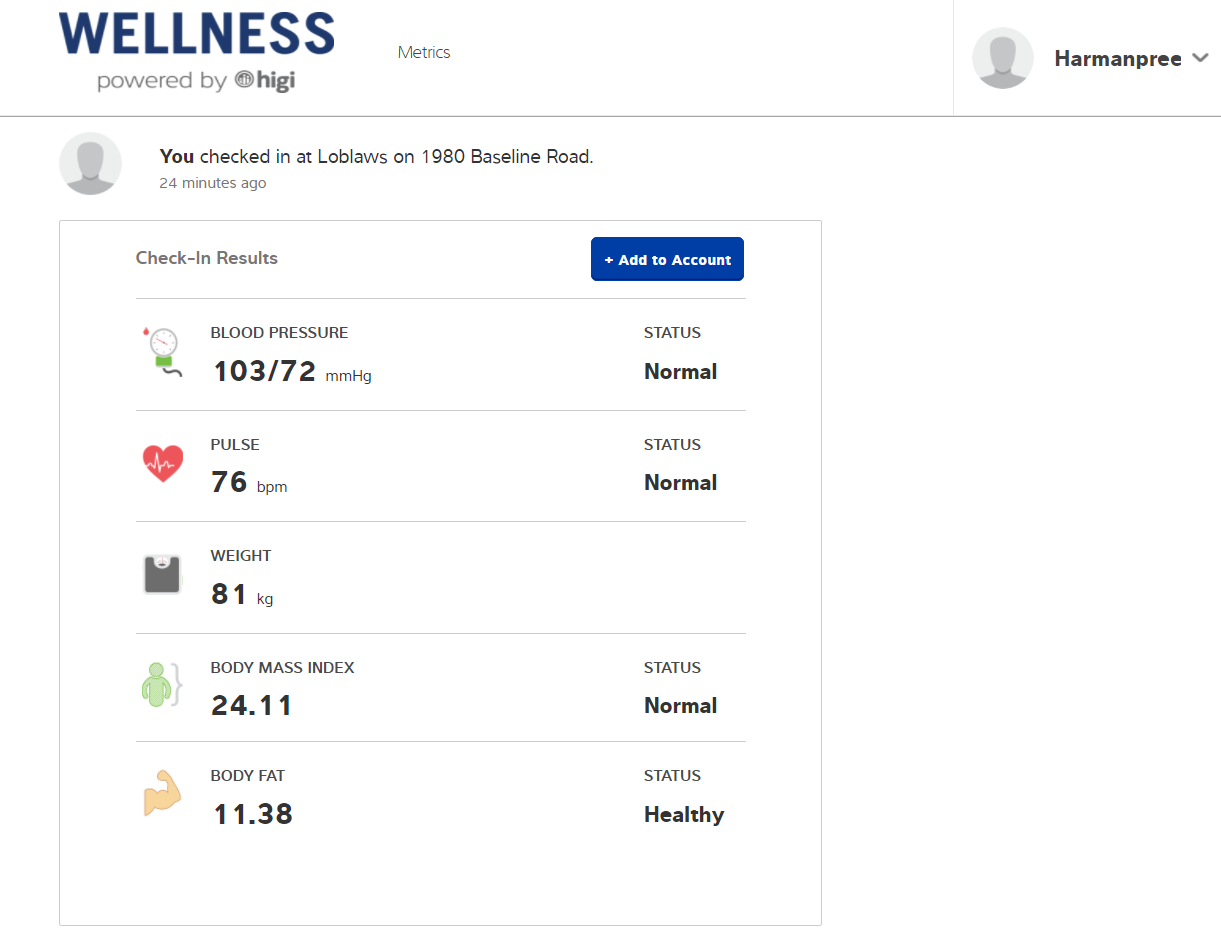 WELLNESS
powered by higi
Metrics
Harmanpree
You checked in at Loblaws on 1980 Baseline Road.
24 minutes ago
Check-In Results
+ Add to Account
BLOOD PRESSURE
STATUS
103/72 mmHg
Normal
PULSE
STATUS
76 bpm
Normal
WEIGHT
81 kg
BODY MASS INDEX
STATUS
24.11
Normal
BODY FAT
STATUS
11.38
Healthy